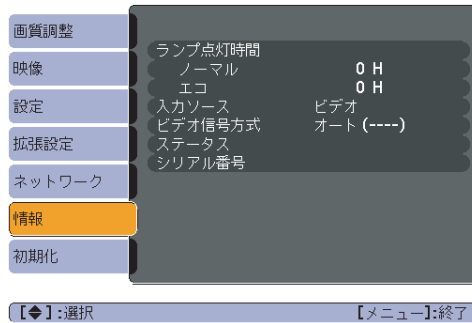 画質調整
映像
設定
拡張設定
ネットワーク
情報
初期化
ランプ点灯時間
ノーマル 0 H
エコ 0 H
入力ソース ビデオ
ビデオ信号方式 オート (----)
ステータス
シリアル番号
【◆】:選択 【メニュー】:終了